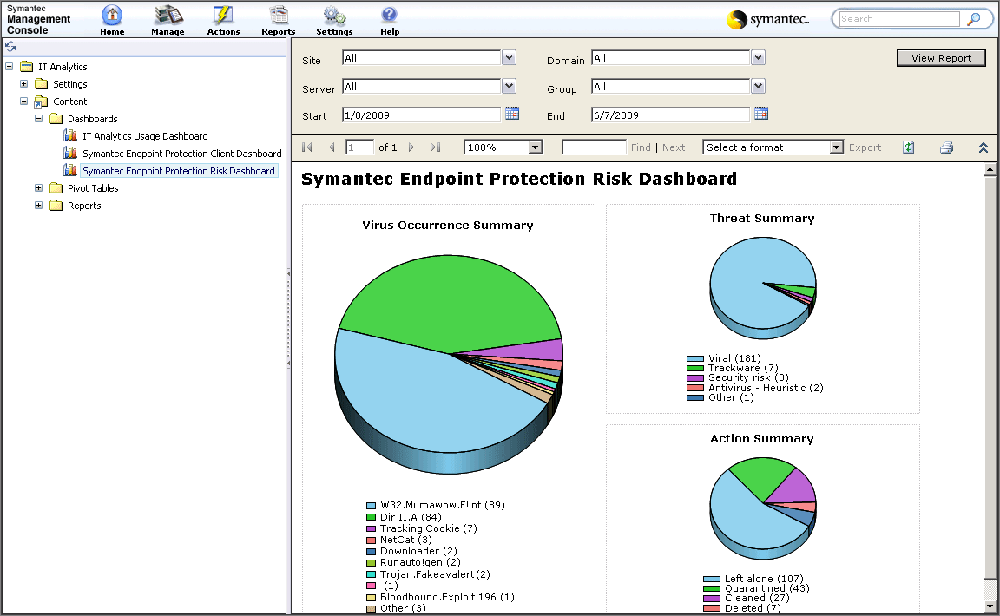 Symantec
Management
Console
Home
Manage
Actions
Reports
Settings
Help
symantec.
Search
IT Analytics
Settings
Content
Dashboards
IT Analytics Usage Dashboard
Symantec Endpoint Protection Client Dashboard
Symantec Endpoint Protection Risk Dashboard
Pivot Tables
Reports
Site All Domain All View Report
Server All Group All
Start 1/8/2009 End 6/7/2009
1 of 1 100% Find | Next Select a format Export
Symantec Endpoint Protection Risk Dashboard
Virus Occurrence Summary
W32.Mumawow.F!inf (89)
Dir II.A (84)
Tracking Cookie (7)
NetCat (3)
Downloader (2)
Runauto!gen (2)
Trojan.Fakeavalert(2)
(1)
Bloodhound.Exploit.196 (1)
Other (3)
Threat Summary
Viral (181)
Trackware (7)
Security risk (3)
Antivirus - Heuristic (2)
Other (1)
Action Summary
Left alone (107)
Quarantined (43)
Cleaned (27)
Deleted (7)